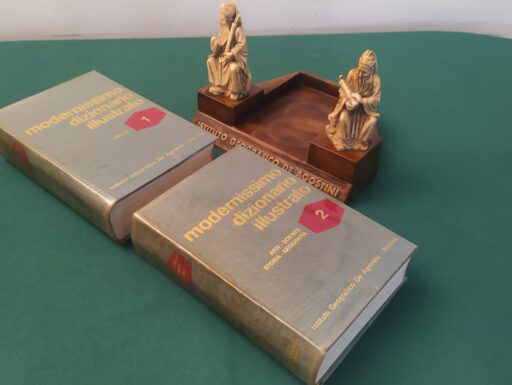 modernissimo
dizionario
illustrato
1
Istituto Geografico De Agostini
ISTITUTO GEOGRAFICO DE AGOSTINI
modernissimo
dizionario
illustrato
2
ARTI SCIENZE
STORIA GEOGRAFIA
Istituto Geografico De Agostini - Novara